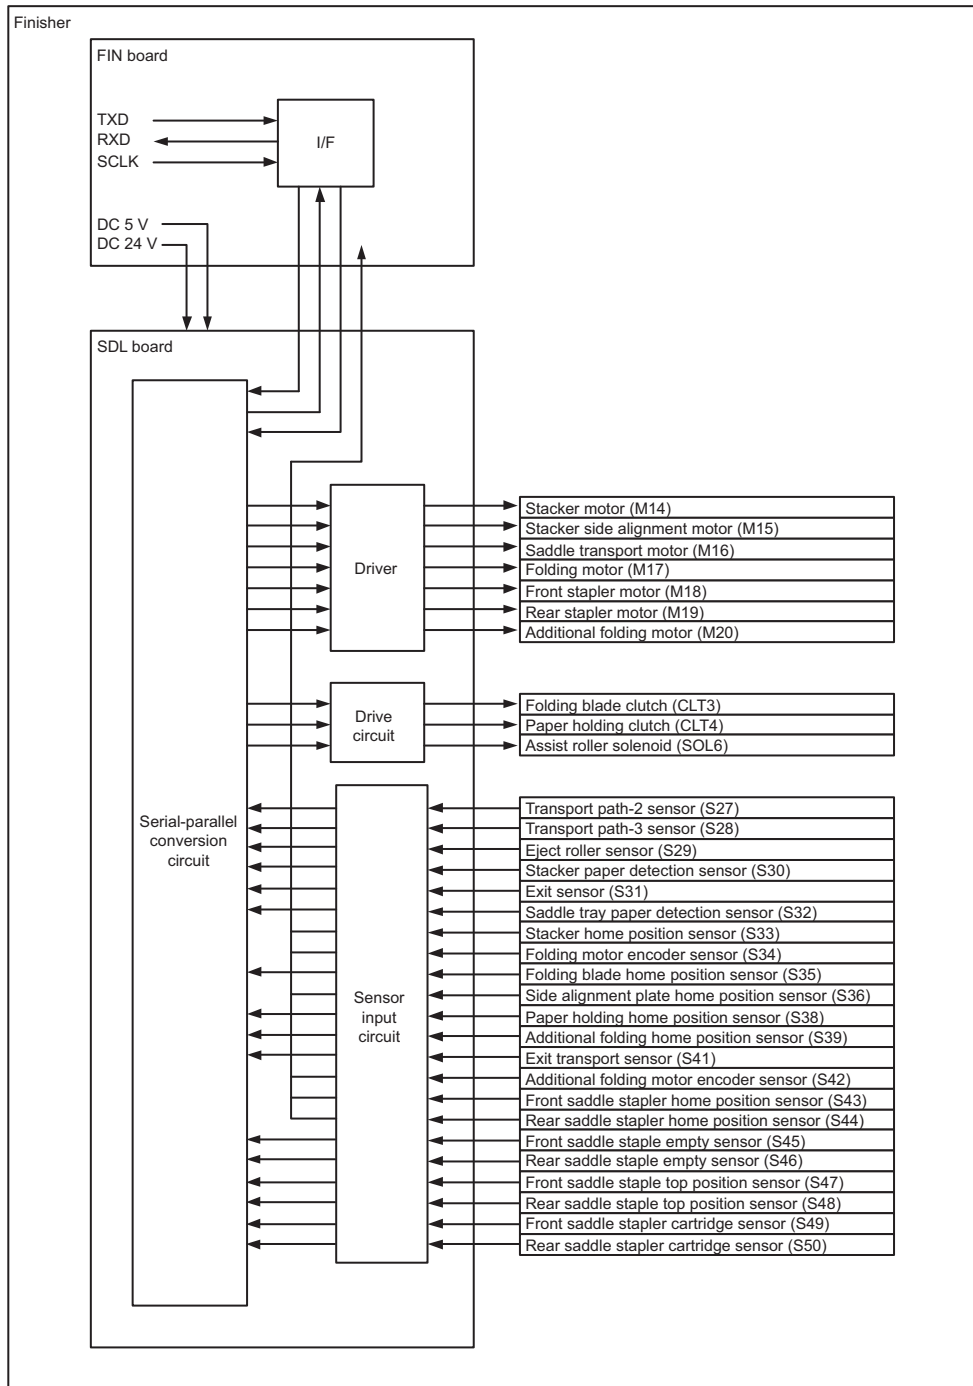 Finisher
FIN board
TXD
RXD
SCLK
I/F
DC 5 V
DC 24 V
SDL board
Serial-parallel
conversion
circuit
Driver
Stacker motor (M14)
Stacker side alignment motor (M15)
Saddle transport motor (M16)
Folding motor (M17)
Front stapler motor (M18)
Rear stapler motor (M19)
Additional folding motor (M20)
Drive
circuit
Folding blade clutch (CLT3)
Paper holding clutch (CLT4)
Assist roller solenoid (SOL6)
Sensor
input
circuit
Transport path-2 sensor (S27)
Transport path-3 sensor (S28)
Eject roller sensor (S29)
Stacker paper detection sensor (S30)
Exit sensor (S31)
Saddle tray paper detection sensor (S32)
Stacker home position sensor (S33)
Folding motor encoder sensor (S34)
Folding blade home position sensor (S35)
Side alignment plate home position sensor (S36)
Paper holding home position sensor (S38)
Additional folding home position sensor (S39)
Exit transport sensor (S41)
Additional folding motor encoder sensor (S42)
Front saddle stapler home position sensor (S43)
Rear saddle stapler home position sensor (S44)
Front saddle staple empty sensor (S45)
Rear saddle staple empty sensor (S46)
Front saddle staple top position sensor (S47)
Rear saddle staple top position sensor (S48)
Front saddle stapler cartridge sensor (S49)
Rear saddle stapler cartridge sensor (S50)